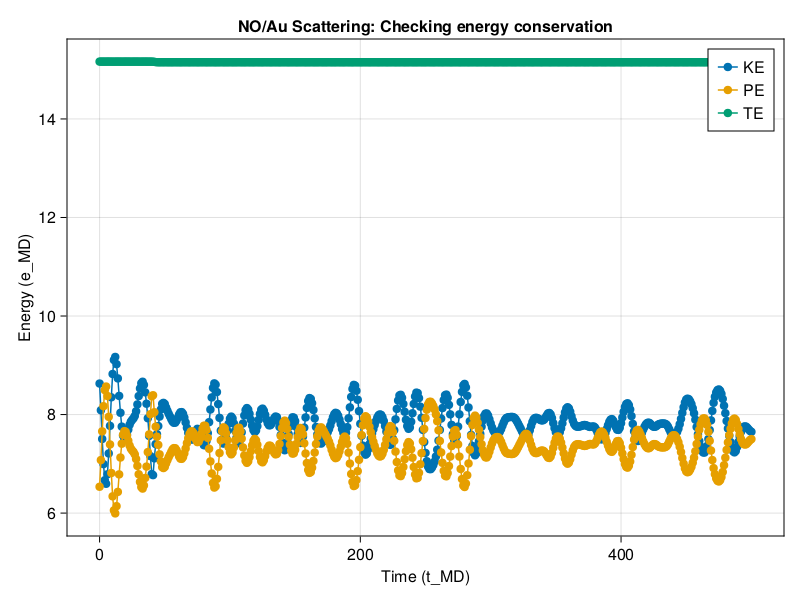 NO/Au Scattering: Checking energy conservation
KE
PE
TE
Energy (e_MD)
14
12
10
8
6
0
200
400
Time (t_MD)